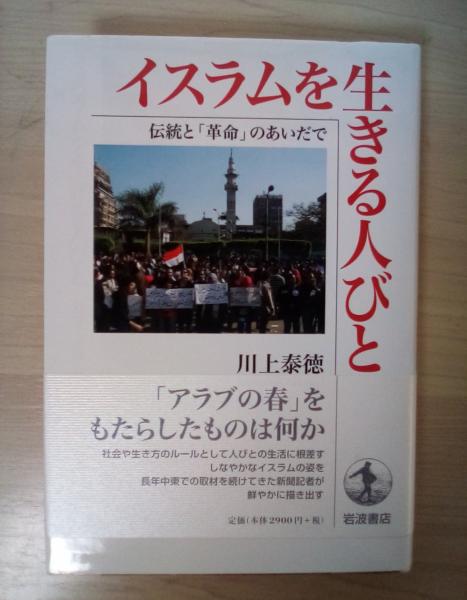 イスラムを生きる人びと
伝統と「革命」のあいだで
川上泰徳
「アラブの春」を
もたらしたものは何か
社会や生き方のルールとして人びとの生活に根差す
しなやかなイスラムの姿を
長年中東での取材を続けてきた新聞記者が
鮮やかに描き出す
定価(本体2900円+税)
岩波書店